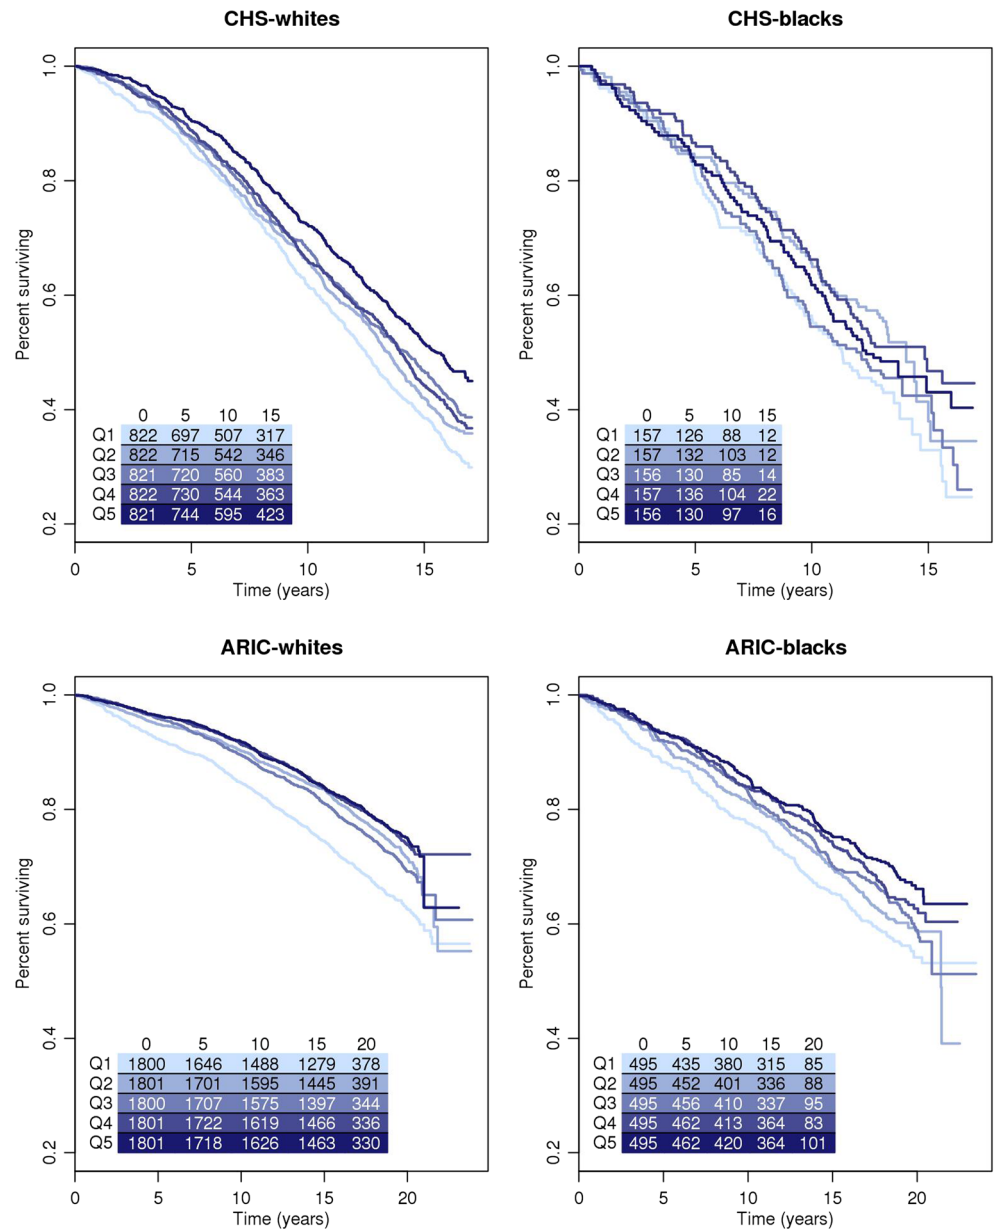 CHS-whites
1.0
0.8
0.6
0.4
0.2
Percent surviving
0 5 10 15
Q1 822 697 507 317
Q2 822 715 542 346
Q3 821 720 560 383
Q4 822 730 544 363
Q5 821 744 595 423
0 5 10 15
Time (years)
CHS-blacks
1.0
0.8
0.6
0.4
0.2
Percent surviving
0 5 10 15
Q1 157 126 88 12
Q2 157 132 103 12
Q3 156 130 85 14
Q4 157 136 104 22
Q5 156 130 97 16
0 5 10 15
Time (years)
ARIC-whites
1.0
0.8
0.6
0.4
0.2
Percent surviving
0 5 10 15 20
Q1 1800 1646 1488 1279 378
Q2 1801 1701 1595 1445 391
Q3 1800 1707 1575 1397 344
Q4 1801 1722 1619 1466 336
Q5 1801 1718 1626 1463 330
0 5 10 15 20
Time (years)
ARIC-blacks
1.0
0.8
0.6
0.4
0.2
Percent surviving
0 5 10 15 20
Q1 495 435 380 315 85
Q2 495 452 401 336 88
Q3 495 456 410 337 95
Q4 495 462 413 364 83
Q5 495 462 420 364 101
0 5 10 15 20
Time (years)